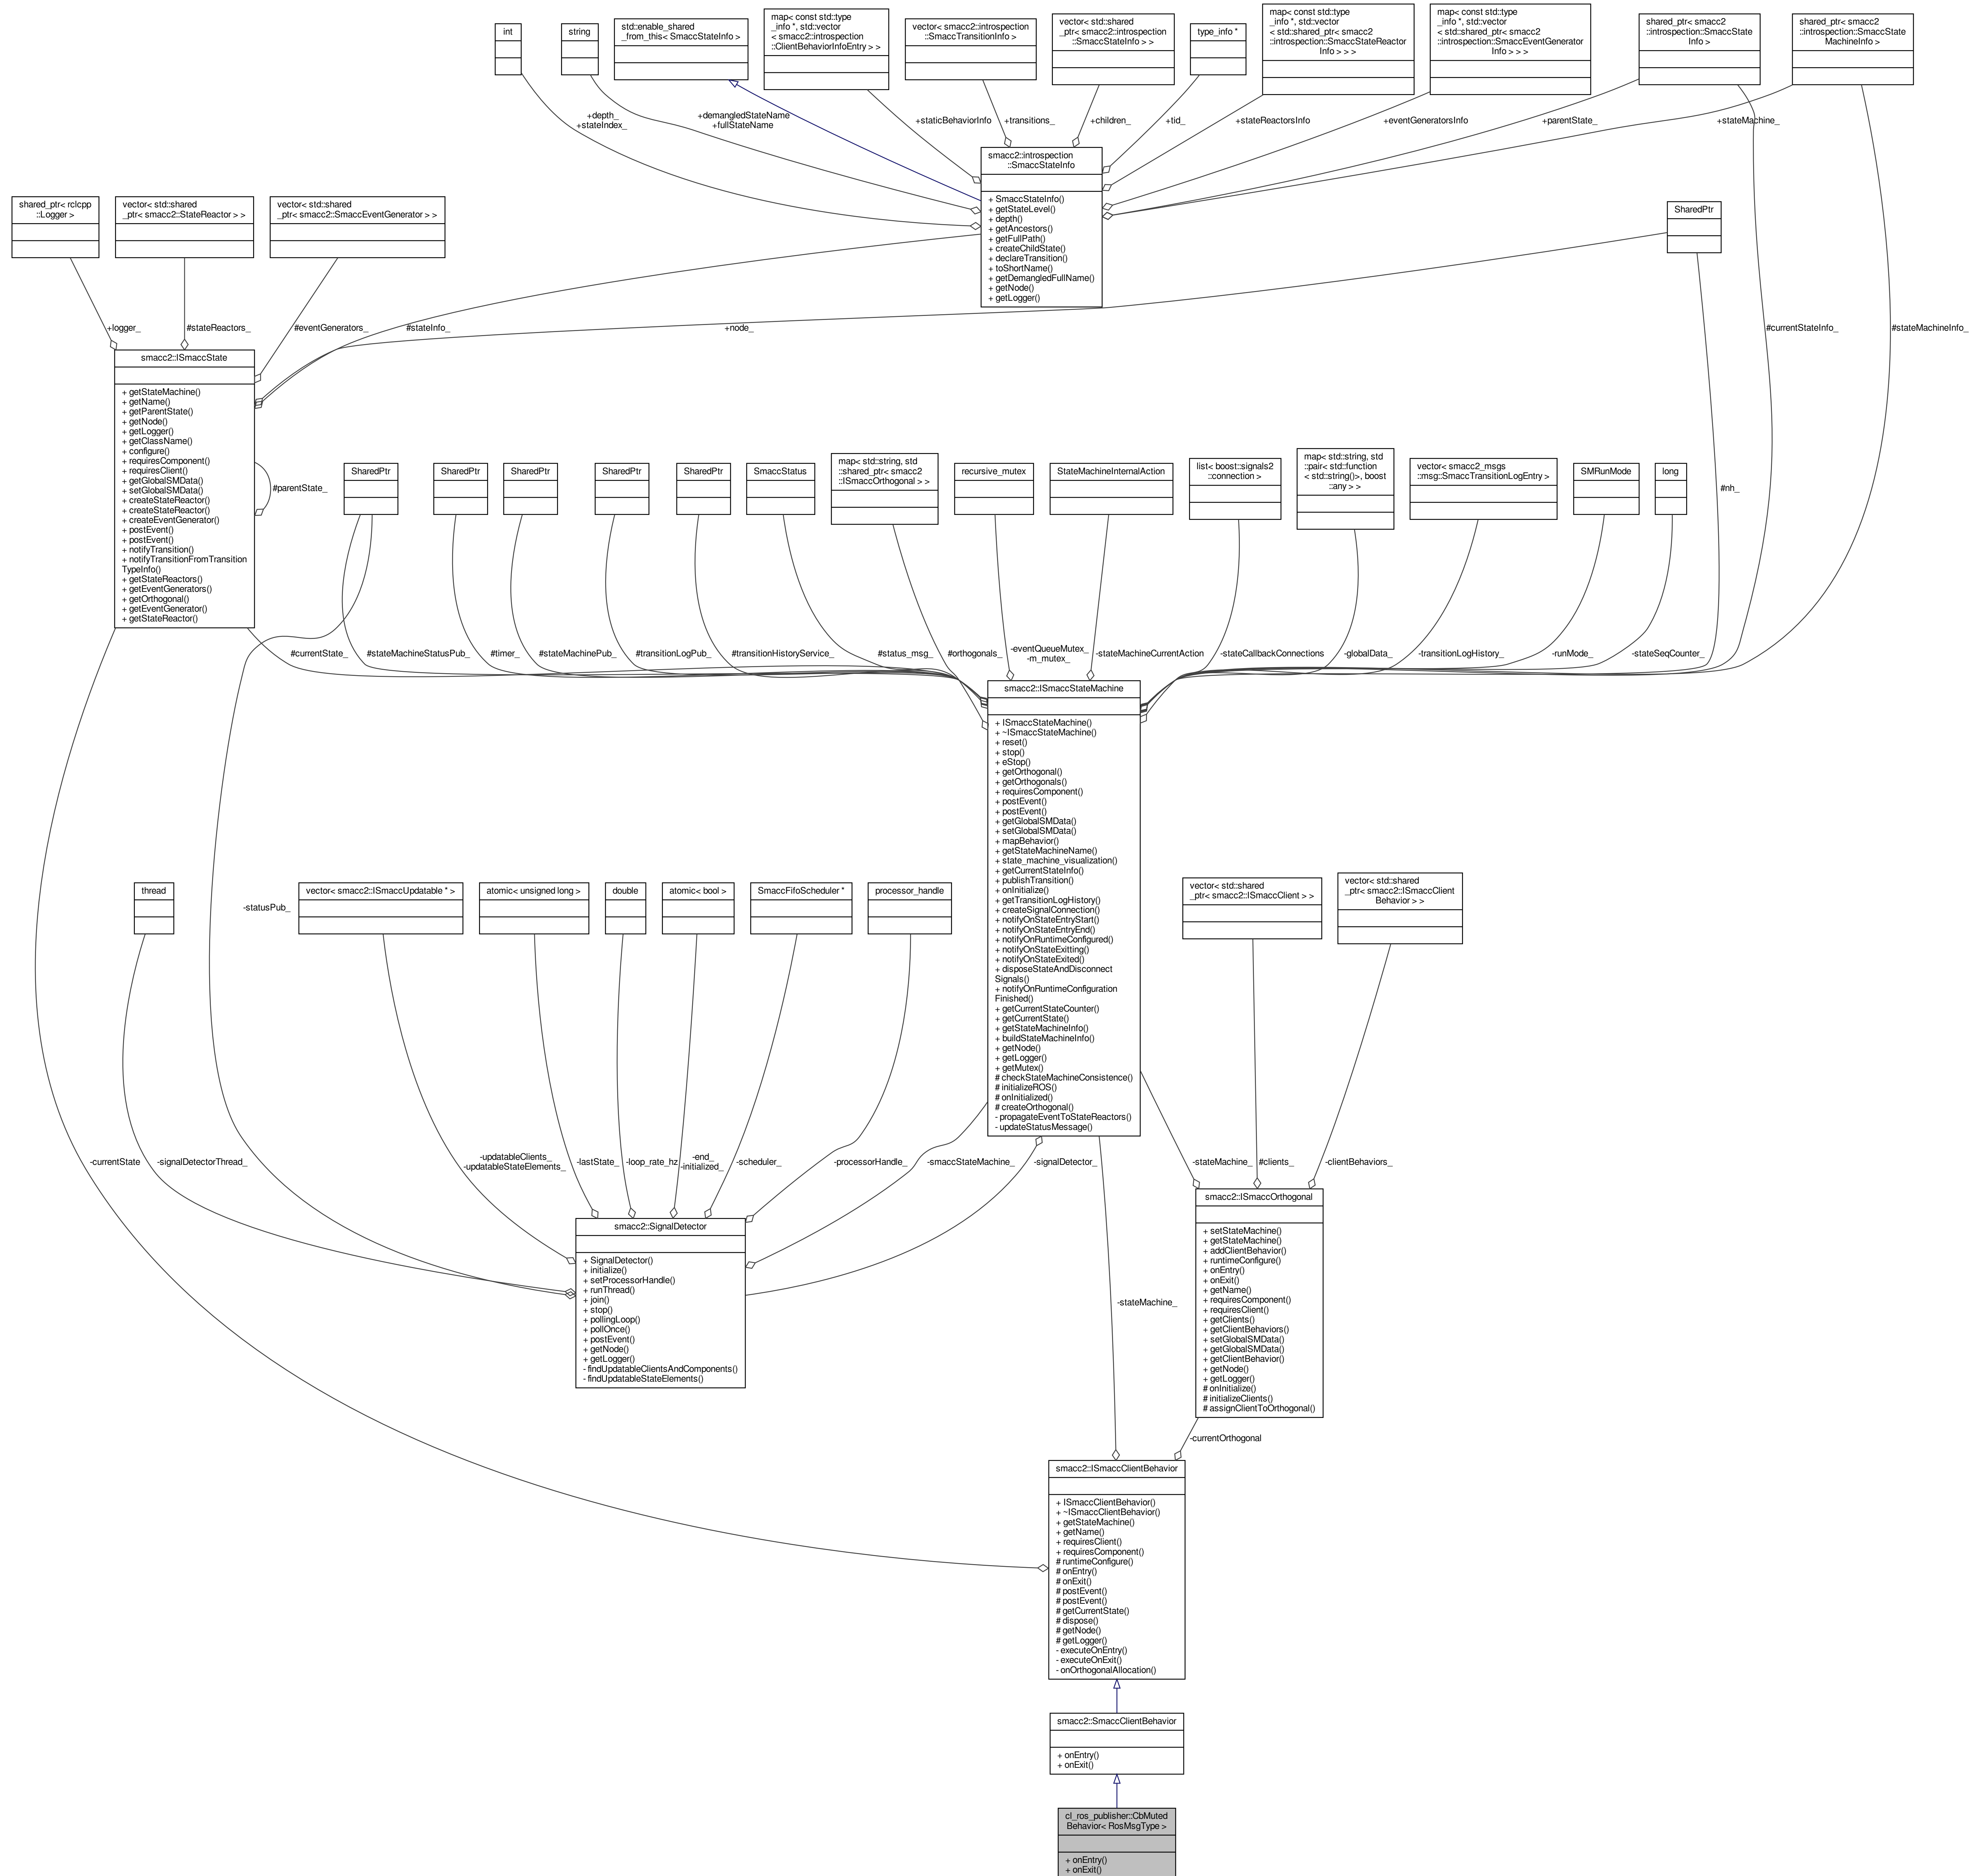 int
string
std::enable_shared
_from_this< SmaccStateInfo >
map< const std::type
_info *, std::vector
< smacc2::introspection
::ClientBehaviorInfoEntry > >
vector< smacc2::introspection
::SmaccTransitionInfo >
vector< std::shared
_ptr< smacc2::introspection
::SmaccStateInfo > >
type_info *
map< const std::type
_info *, std::vector
< std::shared_ptr< smacc2
::introspection::SmaccStateReactor
Info > > >
map< const std::type
_info *, std::vector
< std::shared_ptr< smacc2
::introspection::SmaccEventGenerator
Info > > >
shared_ptr< smacc2
::introspection::SmaccState
Info >
shared_ptr< smacc2
::introspection::SmaccState
MachineInfo >
+depth_
+stateIndex_
+demangledStateName
+fullStateName
+staticBehaviorInfo
+transitions_
+children_
+tid_
+stateReactorsInfo
+eventGeneratorsInfo
+parentState_
+stateMachine_
smacc2::introspection
::SmaccStateInfo
+ SmaccStateInfo()
+ getStateLevel()
+ depth()
+ getAncestors()
+ getFullPath()
+ createChildState()
+ declareTransition()
+ toShortName()
+ getDemangledFullName()
+ getNode()
+ getLogger()
shared_ptr< rclcpp
::Logger >
vector< std::shared
_ptr< smacc2::StateReactor > >
vector< std::shared
_ptr< smacc2::SmaccEventGenerator > >
SharedPtr
+logger_
#stateReactors_
#eventGenerators_
#stateInfo_
+node_
#currentStateInfo_
#stateMachineInfo_
smacc2::ISmaccState
+ getStateMachine()
+ getName()
+ getParentState()
+ getNode()
+ getLogger()
+ getClassName()
+ configure()
+ requiresComponent()
+ requiresClient()
+ getGlobalSMData()
+ setGlobalSMData()
+ createStateReactor()
+ createStateReactor()
+ createEventGenerator()
+ postEvent()
+ postEvent()
+ notifyTransition()
+ notifyTransitionFromTransition
TypeInfo()
+ getStateReactors()
+ getEventGenerators()
+ getOrthogonal()
+ getEventGenerator()
+ getStateReactor()
#parentState_
SharedPtr
SharedPtr
SharedPtr
SharedPtr
SharedPtr
SmaccStatus
map< std::string, std
::shared_ptr< smacc2
::ISmaccOrthogonal > >
recursive_mutex
StateMachineInternalAction
list< boost::signals2
::connection >
map< std::string, std
::pair< std::function
< std::string()>, boost
::any > >
vector< smacc2_msgs
::msg::SmaccTransitionLogEntry >
SMRunMode
long
#nh_
#currentState_
#stateMachineStatusPub_
#timer_
#stateMachinePub_
#transitionLogPub_
#transitionHistoryService_
#status_msg_
#orthogonals_
-eventQueueMutex_
-m_mutex_
-stateMachineCurrentAction
-stateCallbackConnections
-globalData_
-transitionLogHistory_
-runMode_
-stateSeqCounter_
smacc2::ISmaccStateMachine
+ ISmaccStateMachine()
+ ~ISmaccStateMachine()
+ reset()
+ stop()
+ eStop()
+ getOrthogonal()
+ getOrthogonals()
+ requiresComponent()
+ postEvent()
+ postEvent()
+ getGlobalSMData()
+ setGlobalSMData()
+ mapBehavior()
+ getStateMachineName()
+ state_machine_visualization()
+ getCurrentStateInfo()
+ publishTransition()
+ onInitialize()
+ getTransitionLogHistory()
+ createSignalConnection()
+ notifyOnStateEntryStart()
+ notifyOnStateEntryEnd()
+ notifyOnRuntimeConfigured()
+ notifyOnStateExitting()
+ notifyOnStateExited()
+ disposeStateAndDisconnect
Signals()
+ notifyOnRuntimeConfiguration
Finished()
+ getCurrentStateCounter()
+ getCurrentState()
+ getStateMachineInfo()
+ buildStateMachineInfo()
+ getNode()
+ getLogger()
+ getMutex()
# checkStateMachineConsistence()
# initializeROS()
# onInitialized()
# createOrthogonal()
- propagateEventToStateReactors()
- updateStatusMessage()
thread
-statusPub_
vector< smacc2::ISmaccUpdatable * >
atomic< unsigned long >
double
atomic< bool >
SmaccFifoScheduler *
processor_handle
vector< std::shared
_ptr< smacc2::ISmaccClient > >
vector< std::shared
_ptr< smacc2::ISmaccClient
Behavior > >
-currentState
-signalDetectorThread_
-updatableClients_
-updatableStateElements_
-lastState_
-loop_rate_hz
-end_
-initialized_
-scheduler_
-processorHandle_
-smaccStateMachine_
-signalDetector_
-stateMachine_
#clients_
-clientBehaviors_
smacc2::SignalDetector
+ SignalDetector()
+ initialize()
+ setProcessorHandle()
+ runThread()
+ join()
+ stop()
+ pollingLoop()
+ pollOnce()
+ postEvent()
+ getNode()
+ getLogger()
- findUpdatableClientsAndComponents()
- findUpdatableStateElements()
smacc2::ISmaccOrthogonal
+ setStateMachine()
+ getStateMachine()
+ addClientBehavior()
+ runtimeConfigure()
+ onEntry()
+ onExit()
+ getName()
+ requiresComponent()
+ requiresClient()
+ getClients()
+ getClientBehaviors()
+ setGlobalSMData()
+ getGlobalSMData()
+ getClientBehavior()
+ getNode()
+ getLogger()
# onInitialize()
# initializeClients()
# assignClientToOrthogonal()
-stateMachine_
-currentOrthogonal
smacc2::ISmaccClientBehavior
+ ISmaccClientBehavior()
+ ~ISmaccClientBehavior()
+ getStateMachine()
+ getName()
+ requiresClient()
+ requiresComponent()
# runtimeConfigure()
# onEntry()
# onExit()
# postEvent()
# postEvent()
# getCurrentState()
# dispose()
# getNode()
# getLogger()
- executeOnEntry()
- executeOnExit()
- onOrthogonalAllocation()
smacc2::SmaccClientBehavior
+ onEntry()
+ onExit()
cl_ros_publisher::CbMuted
Behavior< RosMsgType >
+ onEntry()
+ onExit()